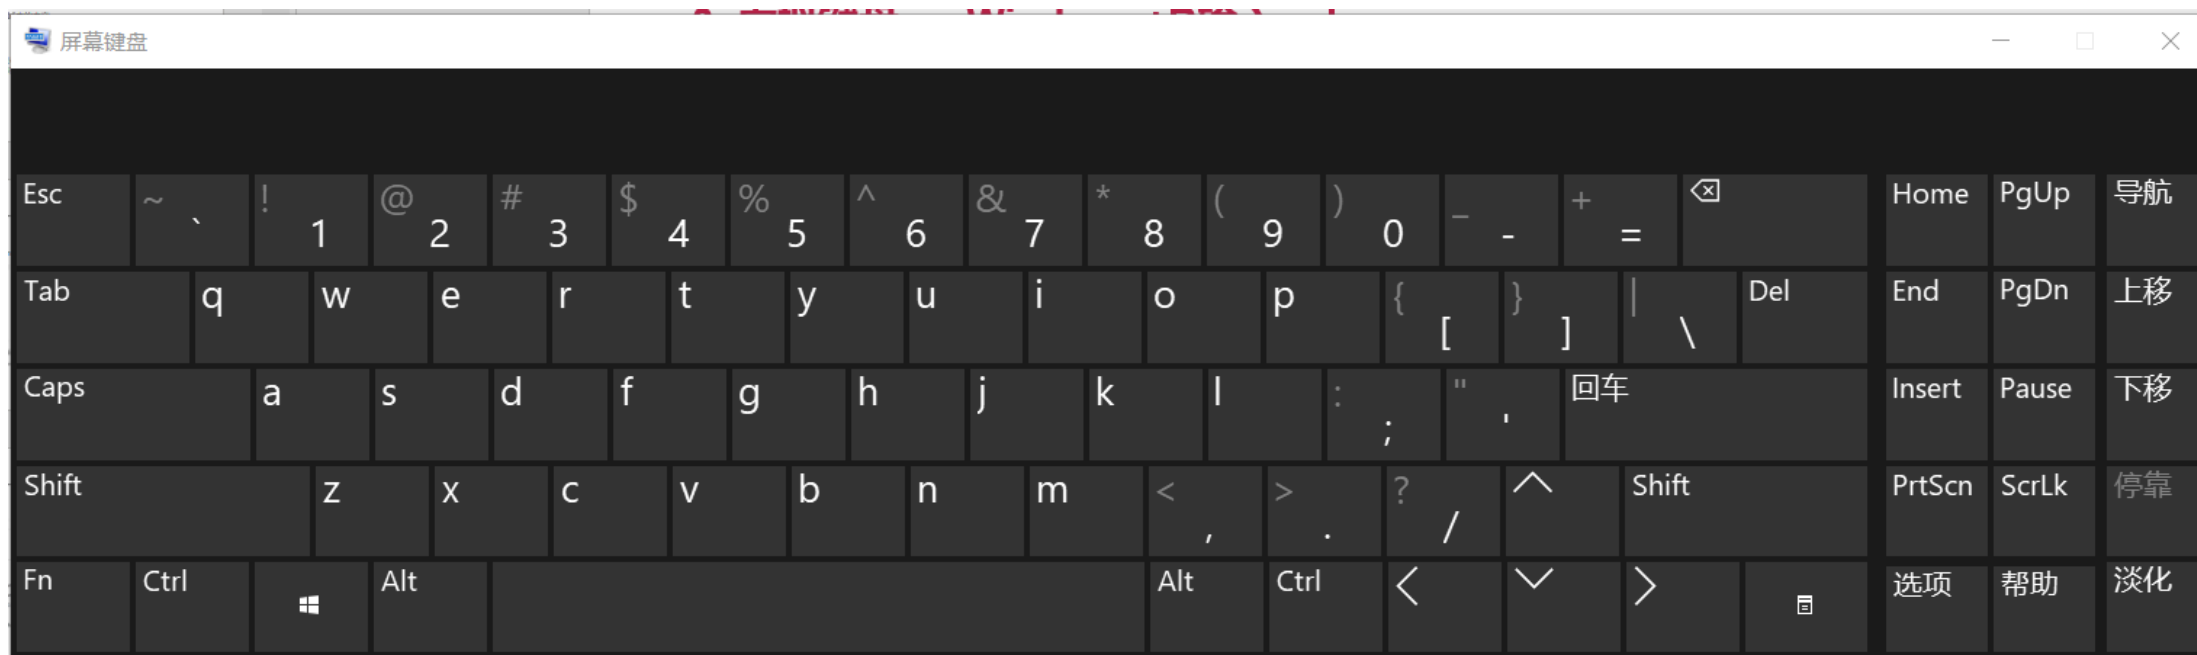 屏幕键盘
Esc ~ ` ! 1 @ 2 # 3 $ 4 % 5 ^ 6 & 7 * 8 ( 9 ) 0 _ - + = Home PgUp 导航
Tab q w e r t y u i o p { [ } ] | \ Del End PgDn 上移
Caps a s d f g h j k l : ; " ' 回车 Insert Pause 下移
Shift z x c v b n m < , > . ? / Shift PrtScn ScrLk 停靠
Fn Ctrl Alt Alt Ctrl 选项 帮助 淡化